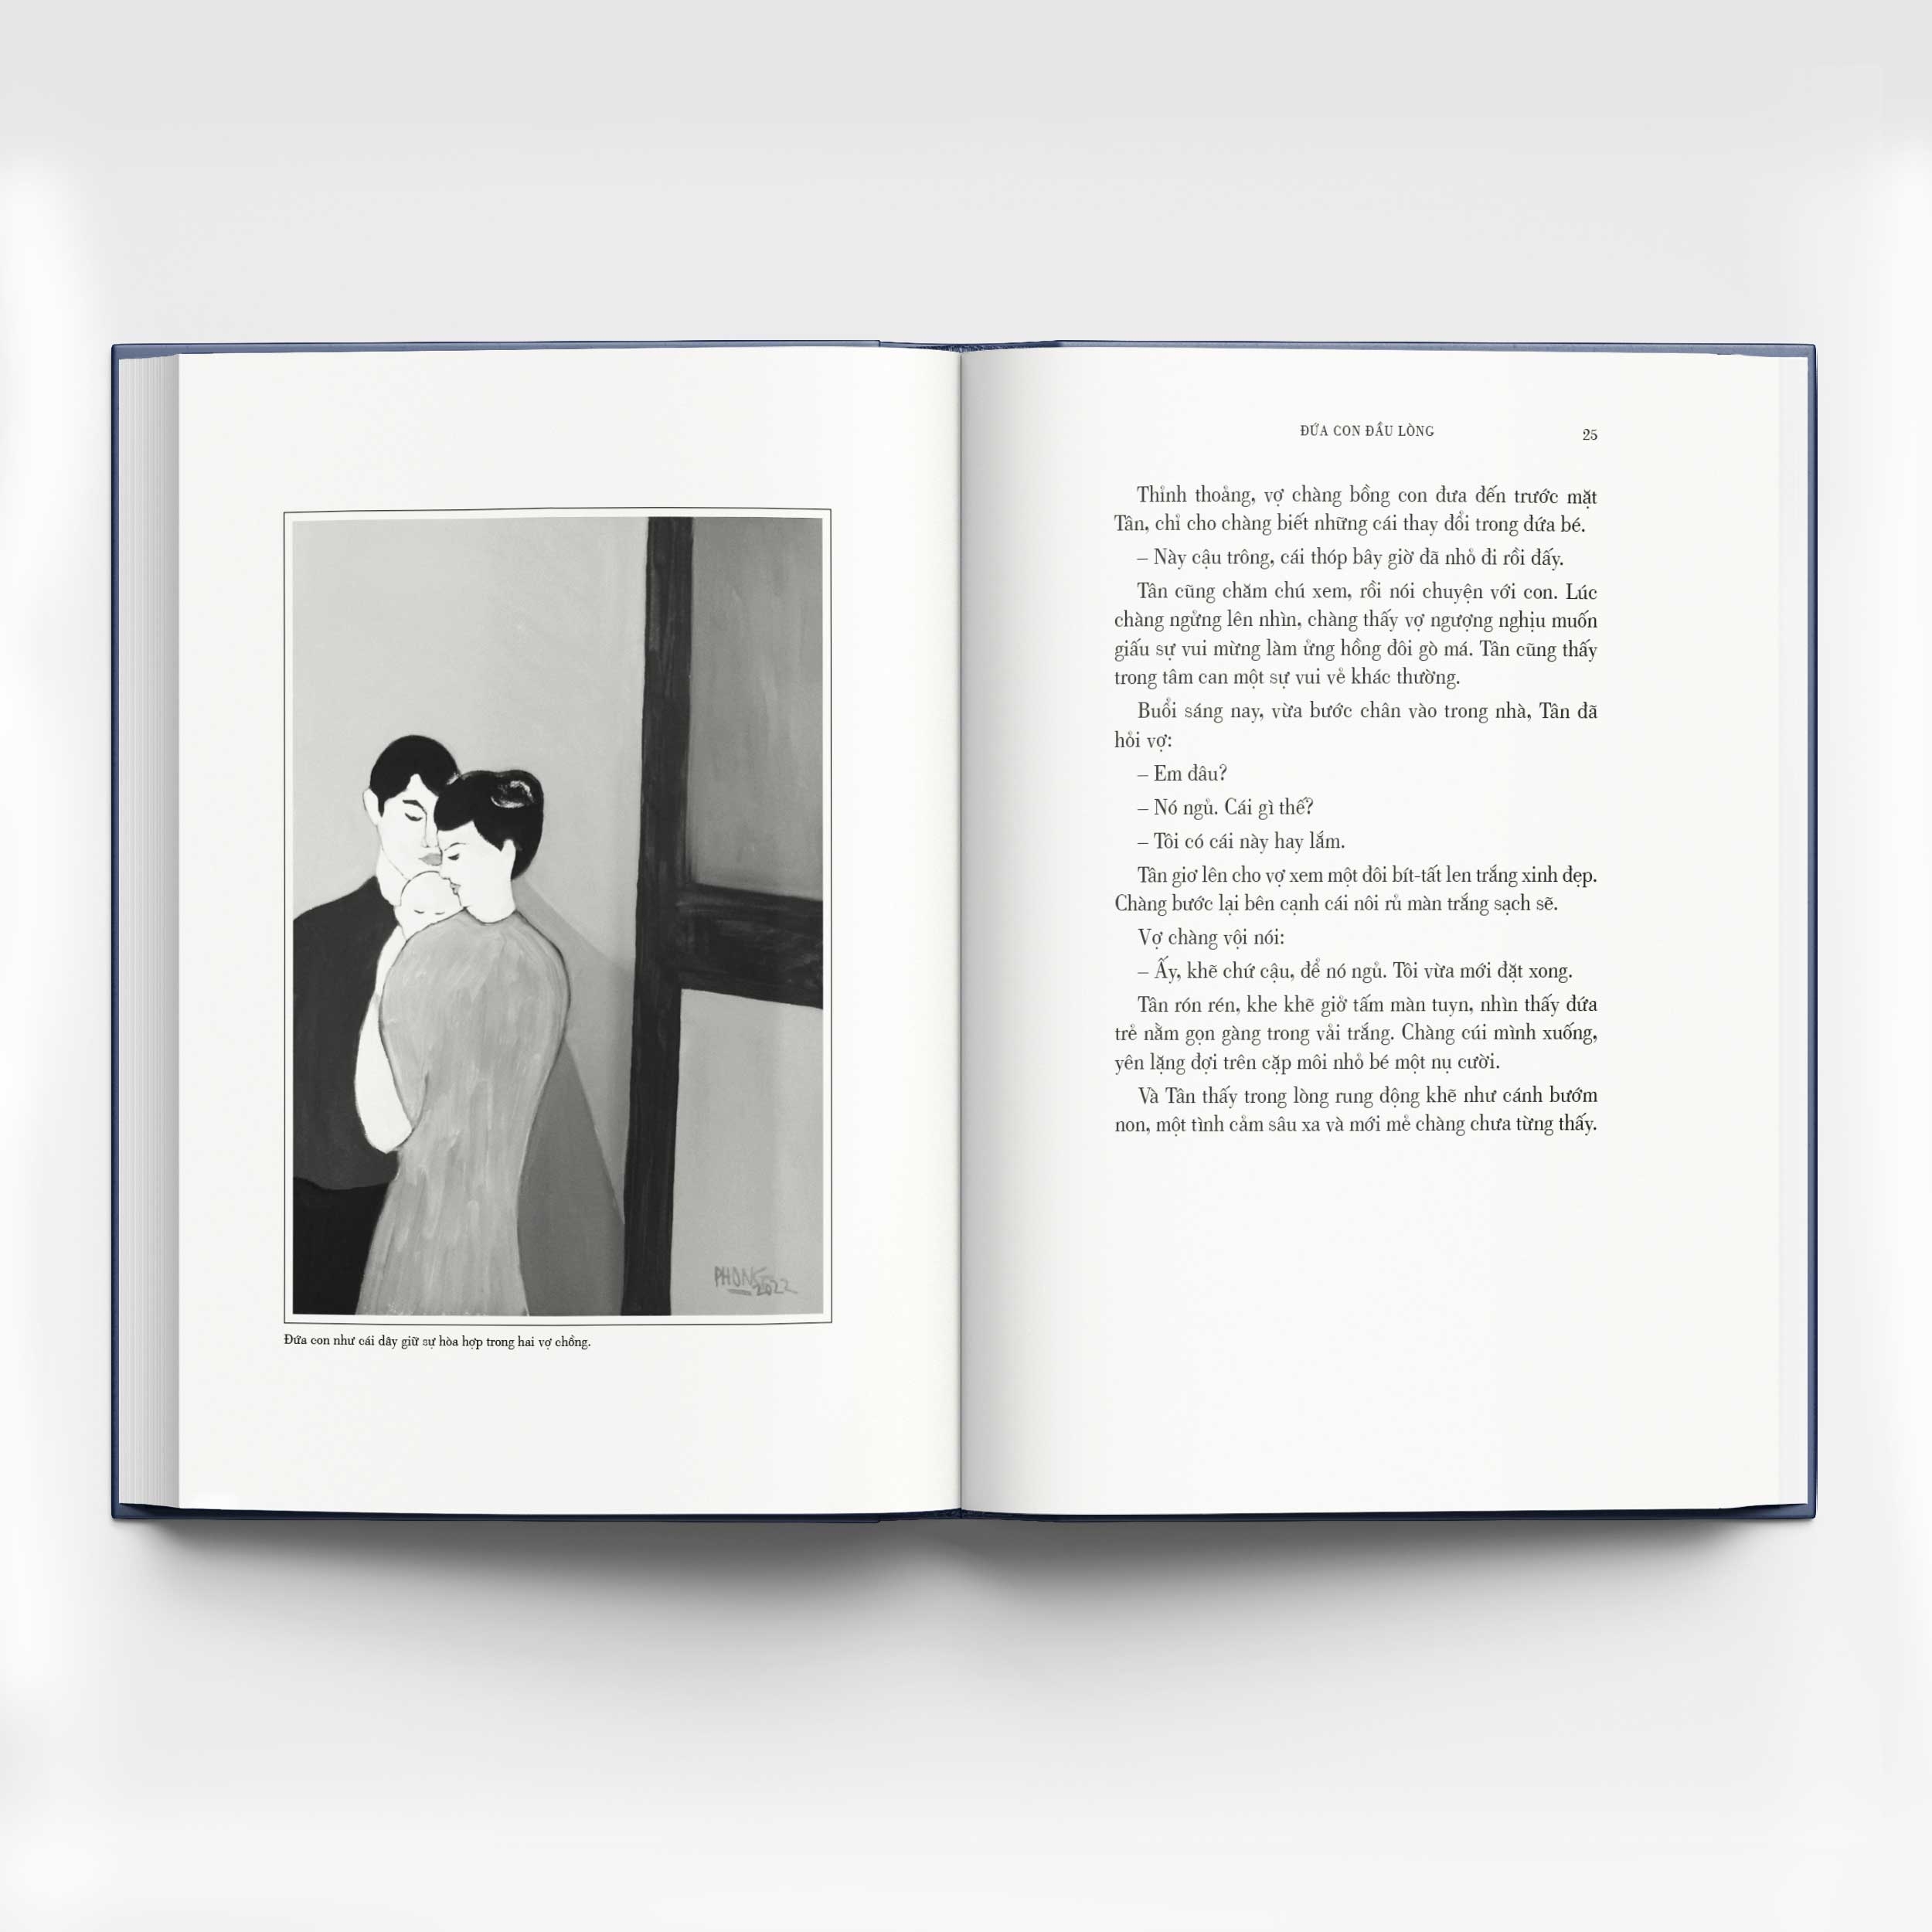 PHONG
2022
Đứa con như cái dây giữ sự hòa hợp trong hai vợ chồng.
ĐỨA CON ĐẦU LÒNG 25
Thỉnh thoảng, vợ chàng bồng con đưa đến trước mặt
Tân, chỉ cho chàng biết những cái thay đổi trong đứa bé.
– Này cậu trông, cái thóp bây giờ đã nhỏ đi rồi đấy.
Tân cũng chăm chú xem, rồi nói chuyện với con. Lúc
chàng ngửng lên nhìn, chàng thấy vợ ngượng nghịu muốn
giấu sự vui mừng làm ửng hồng đôi gò má. Tân cũng thấy
trong tâm can một sự vui vẻ khác thường.
Buổi sáng nay, vừa bước chân vào trong nhà, Tân đã
hỏi vợ:
– Em đâu?
– Nó ngủ. Cái gì thế?
– Tôi có cái này hay lắm.
Tân giơ lên cho vợ xem một đôi bít-tất len trắng xinh đẹp.
Chàng bước lại bên cạnh cái nôi rủ màn trắng sạch sẽ.
Vợ chàng vội nói:
– Ấy, khẽ chứ cậu, để nó ngủ. Tôi vừa mới đặt xong.
Tân rón rén, khe khẽ giở tấm màn tuyn, nhìn thấy đứa
trẻ nằm gọn gàng trong vải trắng. Chàng cúi mình xuống,
yên lặng đợi trên cặp môi nhỏ bé một nụ cười.
Và Tân thấy trong lòng rung động khẽ như cánh bướm
non, một tình cảm sâu xa và mới mẻ chàng chưa từng thấy.